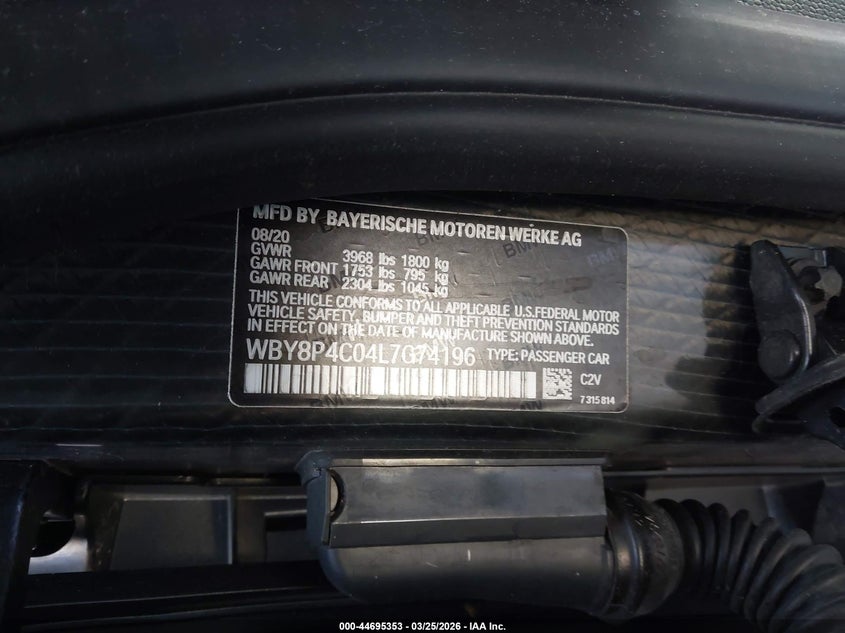 MFD BY BAYERISCHE MOTOREN WERKE AG
08/20
GVWR 3968 lbs 1800 kg
GAWR FRONT 1753 lbs 795 kg
GAWR REAR 2304 lbs 1045 kg
THIS VEHICLE CONFORMS TO ALL APPLICABLE U.S.FEDERAL MOTOR
VEHICLE SAFETY, BUMPER AND THEFT PREVENTION STANDARDS
IN EFFECT ON THE DATE OF MANUFACTURE SHOWN ABOVE.
WBY8P4C04L7G74196 TYPE: PASSENGER CAR
C2V
7315814
000-44695353 - 03/25/2026 - IAA Inc.